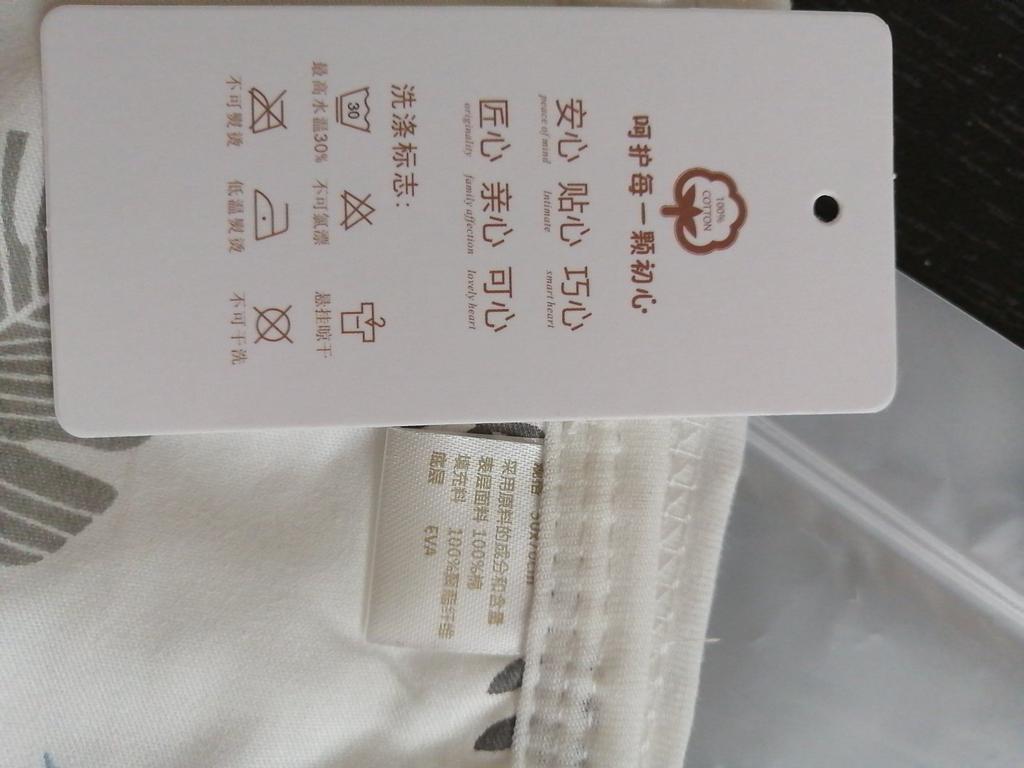 100%
COTTON
呵护每一颗初心
安心 贴心 巧心
peace of mind Intimate smart heart
匠心 亲心 可心
originality family affection lovely heart
洗涤标志：
30
最高水温30% 不可氯漂 悬挂晾干
不可熨烫 低温熨烫 不可干洗
采用原料的成分和含量
表层面料 100%棉
填充料 100%聚酯纤维
底层 EVA